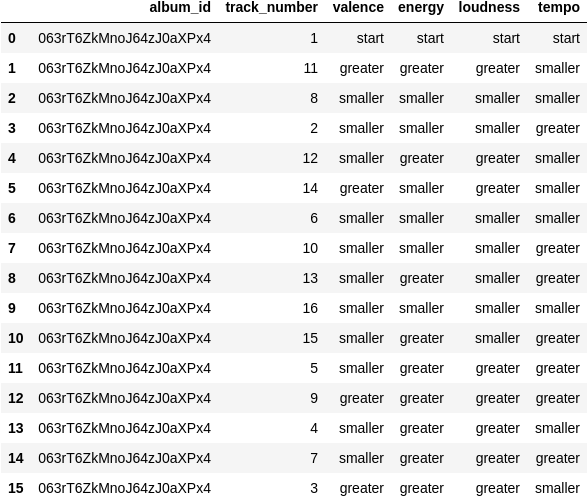 album_id track_number valence energy loudness tempo
0 063rT6ZkMnoJ64zJ0aXPx4 1 start start start start
1 063rT6ZkMnoJ64zJ0aXPx4 11 greater greater greater smaller
2 063rT6ZkMnoJ64zJ0aXPx4 8 smaller smaller smaller smaller
3 063rT6ZkMnoJ64zJ0aXPx4 2 smaller smaller smaller greater
4 063rT6ZkMnoJ64zJ0aXPx4 12 smaller greater greater smaller
5 063rT6ZkMnoJ64zJ0aXPx4 14 greater smaller greater smaller
6 063rT6ZkMnoJ64zJ0aXPx4 6 smaller smaller smaller smaller
7 063rT6ZkMnoJ64zJ0aXPx4 10 smaller smaller smaller greater
8 063rT6ZkMnoJ64zJ0aXPx4 13 smaller greater smaller greater
9 063rT6ZkMnoJ64zJ0aXPx4 16 smaller smaller smaller smaller
10 063rT6ZkMnoJ64zJ0aXPx4 15 smaller greater smaller greater
11 063rT6ZkMnoJ64zJ0aXPx4 5 smaller greater greater greater
12 063rT6ZkMnoJ64zJ0aXPx4 9 greater greater greater greater
13 063rT6ZkMnoJ64zJ0aXPx4 4 smaller greater greater smaller
14 063rT6ZkMnoJ64zJ0aXPx4 7 smaller greater greater greater
15 063rT6ZkMnoJ64zJ0aXPx4 3 greater greater greater smaller